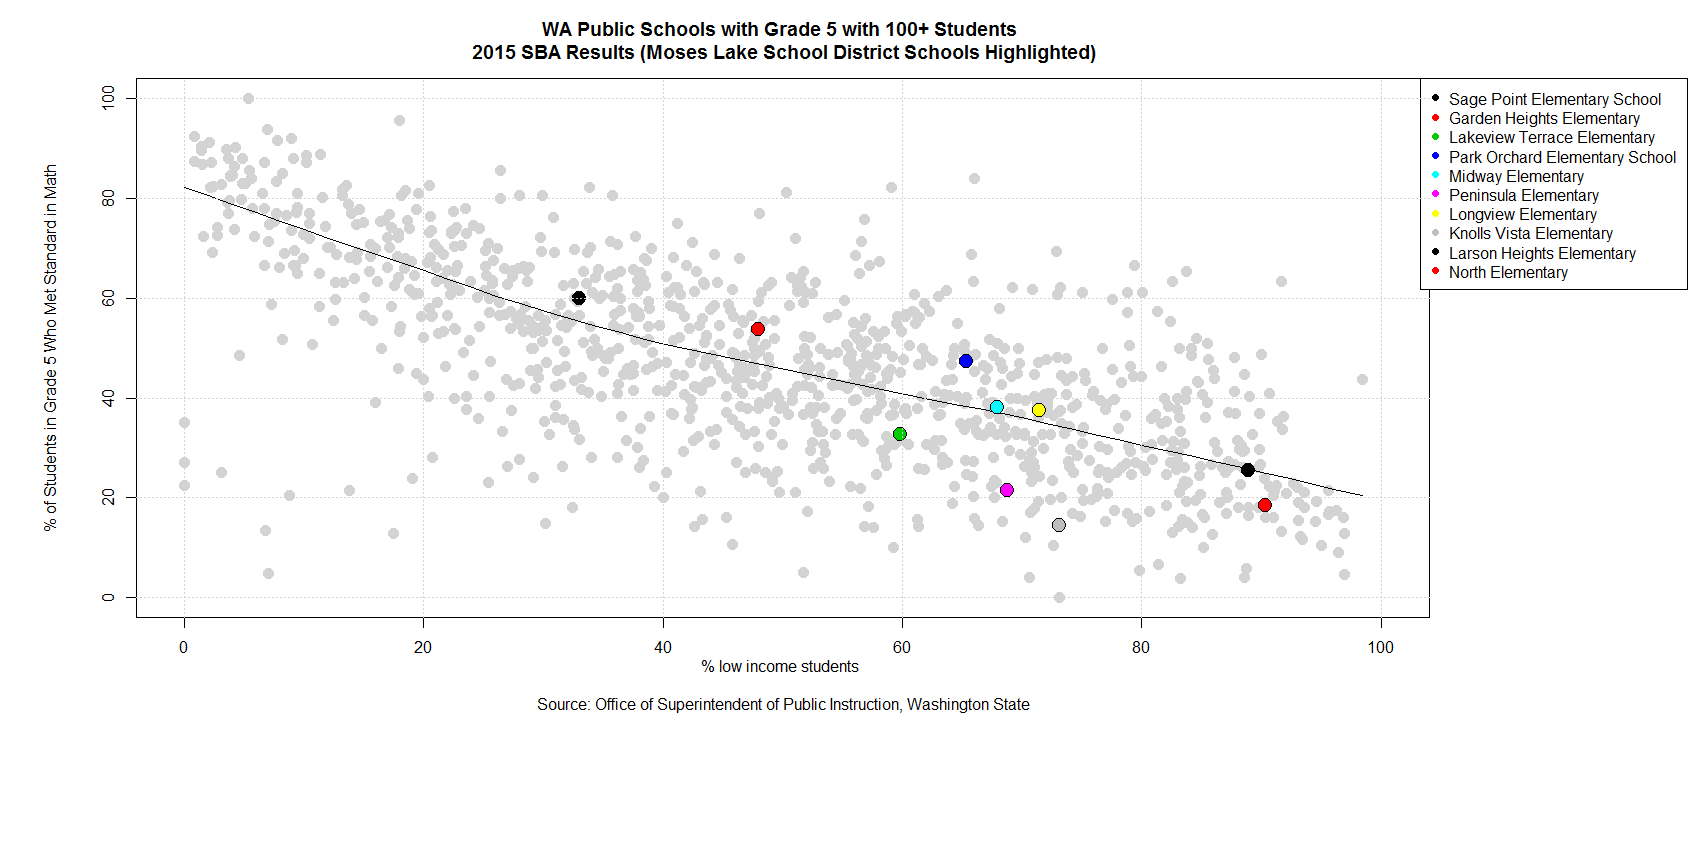 WA Public Schools with Grade 5 with 100+ Students
2015 SBA Results (Moses Lake School District Schools Highlighted)
% of Students in Grade 5 Who Met Standard in Math
100
80
60
40
20
0
0 20 40 60 80 100
% low income students
Source: Office of Superintendent of Public Instruction, Washington State
Sage Point Elementary School
Garden Heights Elementary
Lakeview Terrace Elementary
Park Orchard Elementary School
Midway Elementary
Peninsula Elementary
Longview Elementary
Knolls Vista Elementary
Larson Heights Elementary
North Elementary